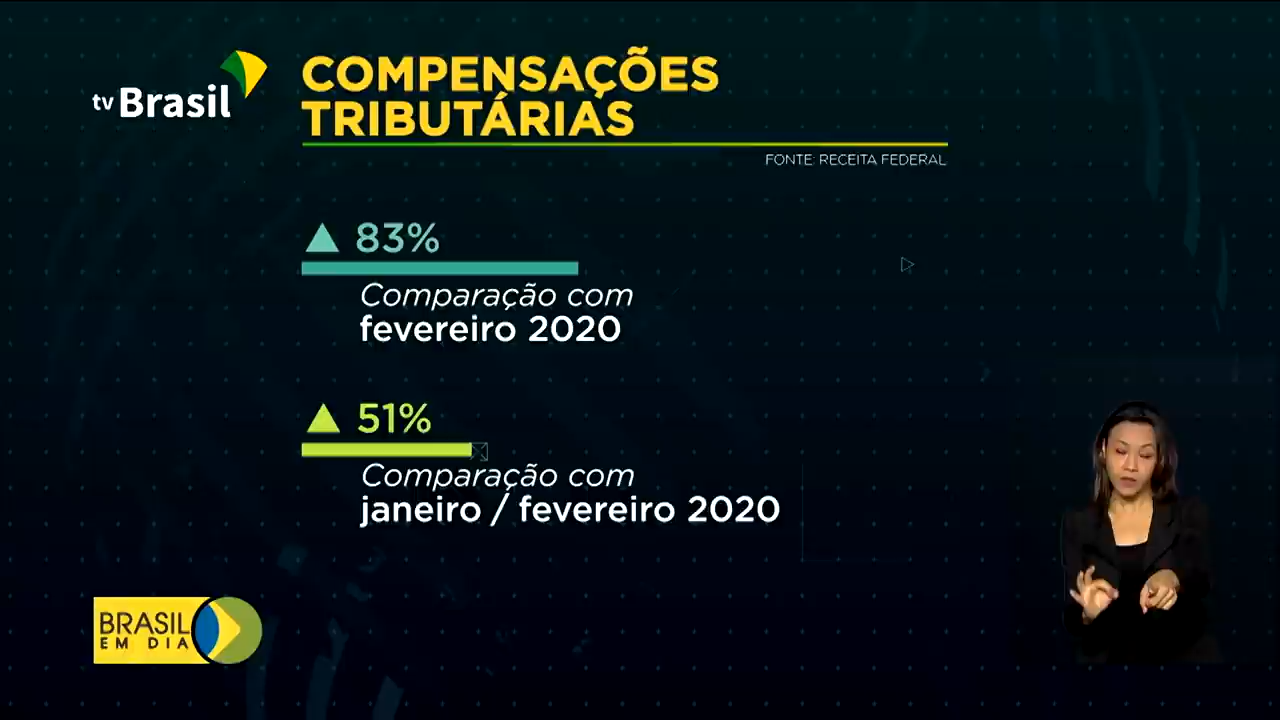 tv Brasil
COMPENSAÇÕES
TRIBUTÁRIAS
FONTE: RECEITA FEDERAL
▲ 83%
Comparação com
fevereiro 2020
▲ 51%
Comparação com
janeiro / fevereiro 2020
BRASIL
EM DIA